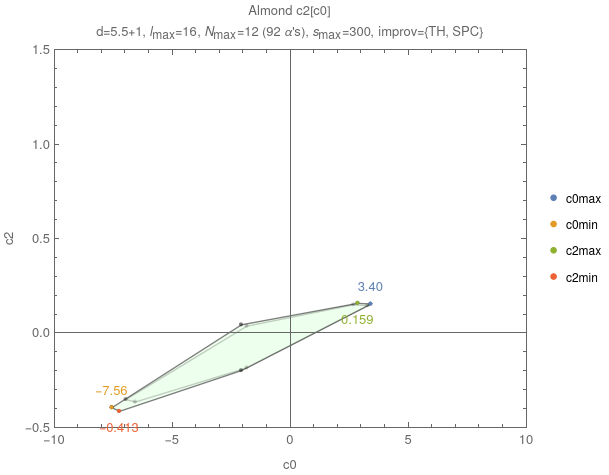 Almond c2[c0]
d=5.5+1, lmax=16, Nmax=12 (92 α's), smax=300, improv={TH, SPC}
1.5
1.0
0.5
0.0
−0.5
c2
3.40
0.159
−7.56
−0.413
−10
−5
0
5
10
c0
c0max
c0min
c2max
c2min